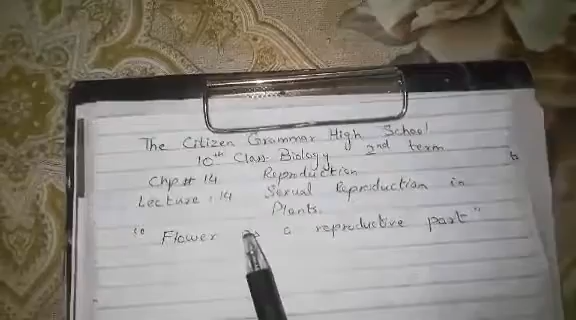 The Citizen Grammar High School
10th Class Biology 2nd term
Chp# 14 Reproduction
Lecture: 14 Sexual Reproduction in
Plants.
"Flower a reproductive part"